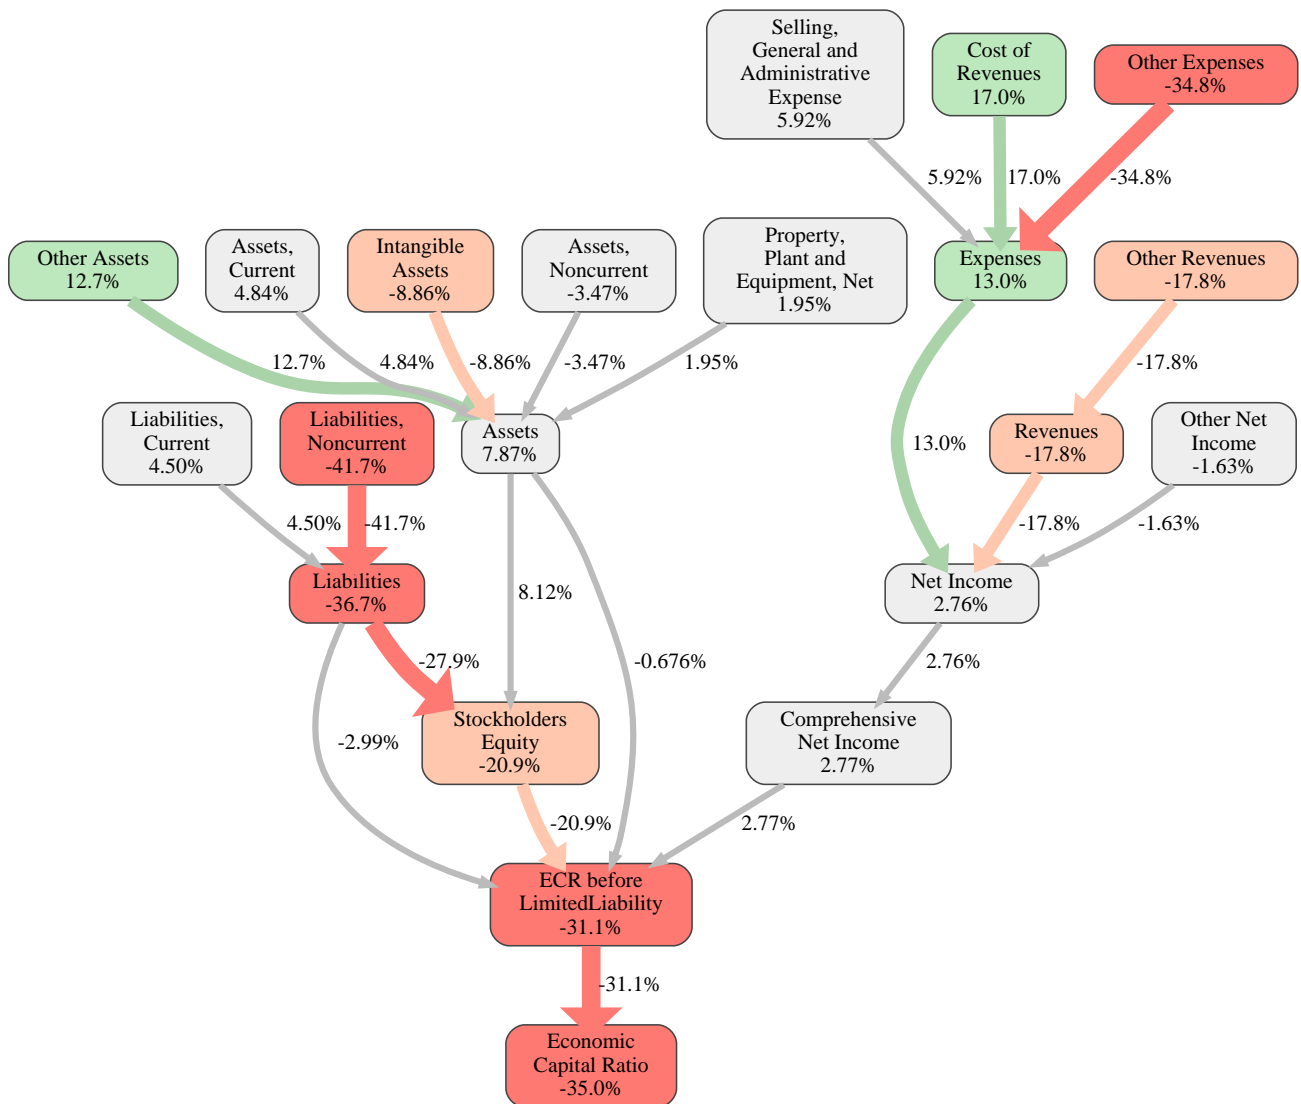 Selling,
General and
Administrative
Expense
5.92%
Cost of
Revenues
17.0%
Other Expenses
-34.8%
5.92%
17.0%
-34.8%
Other Assets
12.7%
Assets,
Current
4.84%
Intangible
Assets
-8.86%
Assets,
Noncurrent
-3.47%
Property,
Plant and
Equipment, Net
1.95%
Expenses
13.0%
Other Revenues
-17.8%
12.7%
4.84%
-8.86%
-3.47%
1.95%
-17.8%
Liabilities,
Current
4.50%
Liabilities,
Noncurrent
-41.7%
Assets
7.87%
13.0%
Revenues
-17.8%
Other Net
Income
-1.63%
4.50%
-41.7%
-17.8%
-1.63%
Liabilities
-36.7%
8.12%
Net Income
2.76%
-27.9%
-0.676%
2.76%
-2.99%
Stockholders
Equity
-20.9%
Comprehensive
Net Income
2.77%
-20.9%
2.77%
ECR before
LimitedLiability
-31.1%
-31.1%
Economic
Capital Ratio
-35.0%